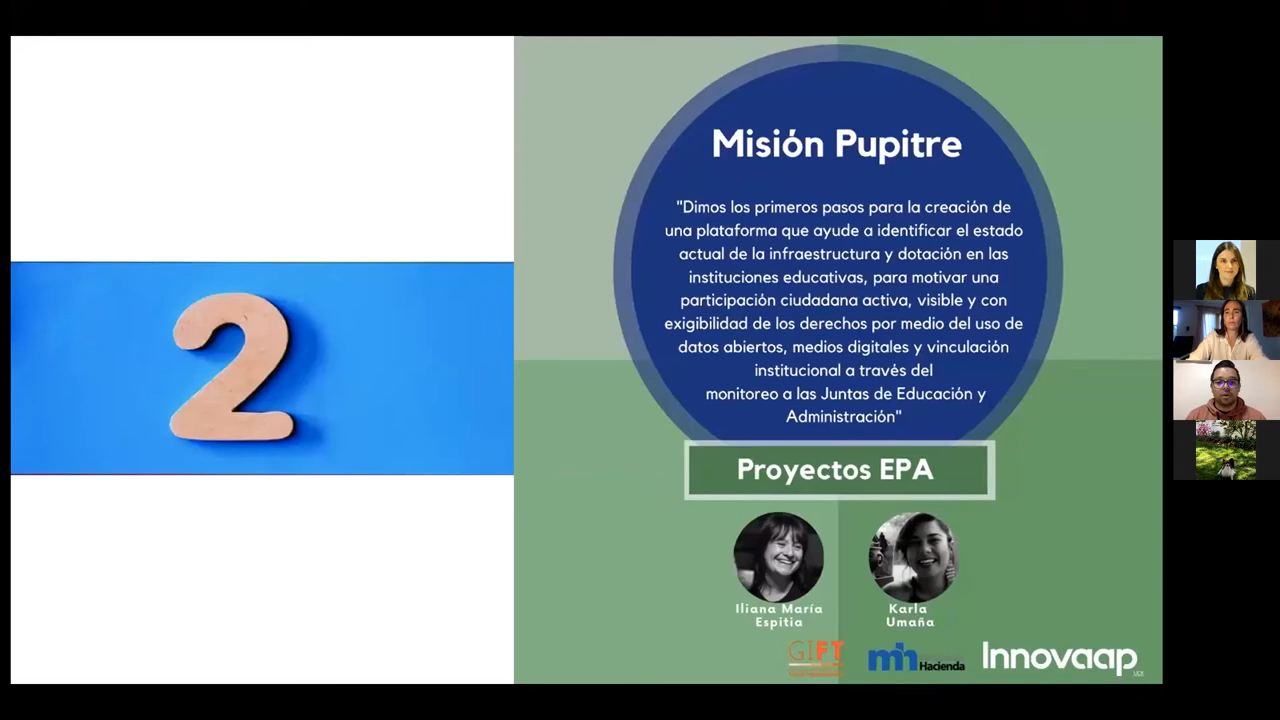 2
Misión Pupitre
"Dimos los primeros pasos para la creación de
una plataforma que ayude a identificar el estado
actual de la infraestructura y dotación en las
instituciones educativas, para motivar una
participación ciudadana activa, visible y con
exigibilidad de los derechos por medio del uso de
datos abiertos, medios digitales y vinculación
institucional a través del
monitoreo a las Juntas de Educación y
Administración"
Proyectos EPA
Iliana María
Espitia
Karla
Umaña
GIFT
mh Hacienda
Innovaap
UCR